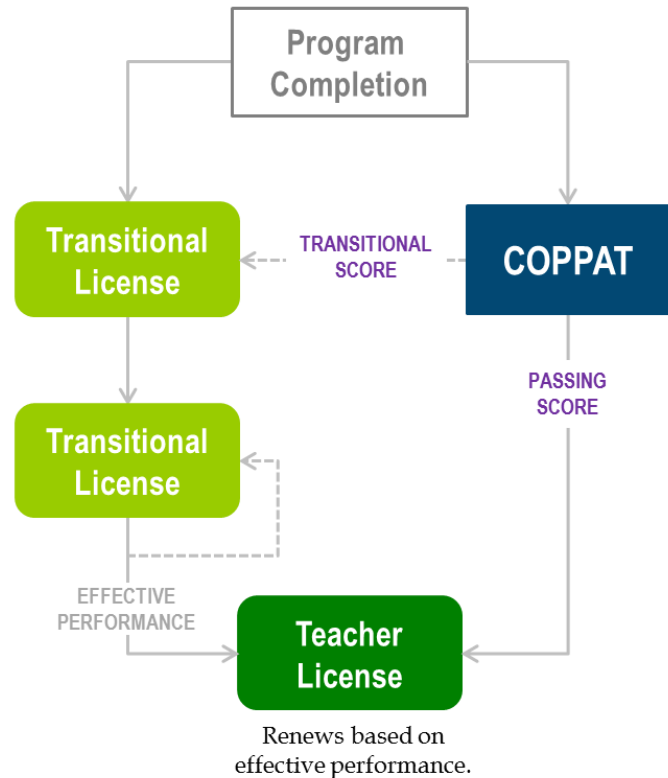 Program
Completion
Transitional
License
TRANSITIONAL
SCORE
COPPAT
PASSING
SCORE
Transitional
License
EFFECTIVE
PERFORMANCE
Teacher
License
Renews based on
effective performance.